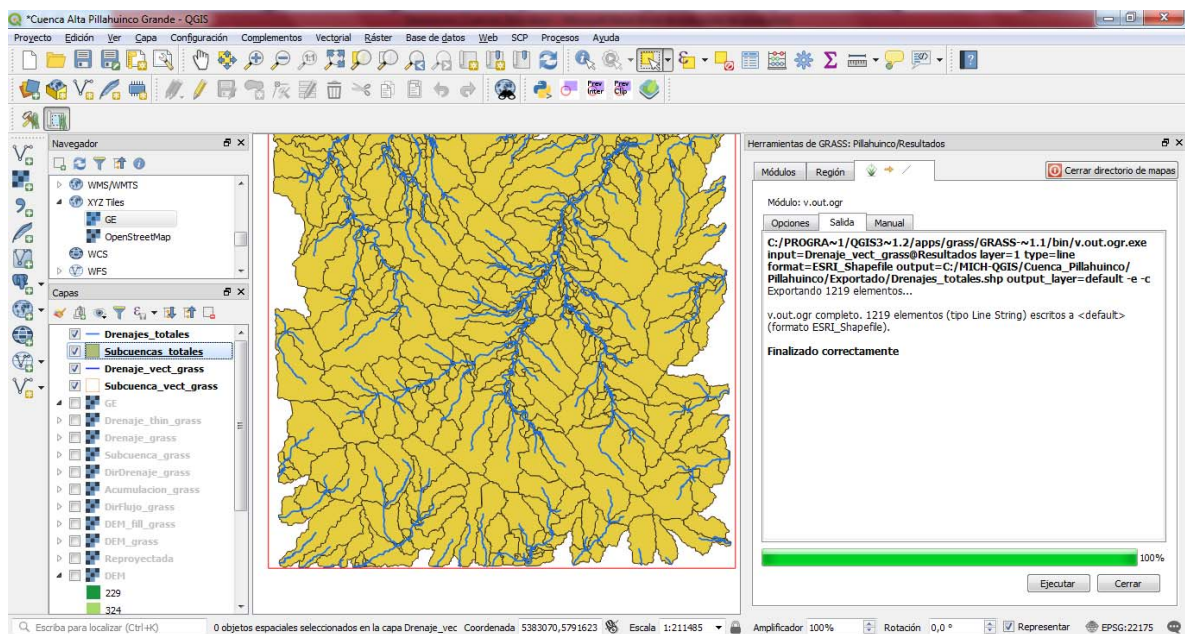 *Cuenca Alta Pillahuinco Grande - QGIS
Proyecto Edición Ver Capa Configuración Complementos Vectorial Ráster Base de datos Web SCP Procesos Ayuda
Prev Inter Prev Clip
Navegador
WMS/WMTS
XYZ Tiles
GE
OpenStreetMap
WCS
WFS
Capas
Drenajes_totales
Subcuencas_totales
Drenaje_vect_grass
Subcuenca_vect_grass
GE
Drenaje_thin_grass
Drenaje_grass
Subcuenca_grass
DirDrenaje_grass
Acumulacion_grass
DirFlujo_grass
DEM_fill_grass
DEM_grass
Reproyectada
DEM
229
324
Herramientas de GRASS: Pillahuinco/Resultados
Módulos Región Cerrar directorio de mapas
Módulo: v.out.ogr
Opciones Salida Manual
C:/PROGRA~1/QGIS3~1.2/apps/grass/GRASS-~1.1/bin/v.out.ogr.exe
input=Drenaje_vect_grass@Resultados layer=1 type=line
format=ESRI_Shapefile output=C:/MICH-QGIS/Cuenca_Pillahuinco/
Pillahuinco/Exportado/Drenajes_totales.shp output_layer=default -e -c
Exportando 1219 elementos...
v.out.ogr completo. 1219 elementos (tipo Line String) escritos a <default>
(formato ESRI_Shapefile).
Finalizado correctamente
100%
Ejecutar Cerrar
Escriba para localizar (Ctrl+K) 0 objetos espaciales seleccionados en la capa Drenaje_vec Coordenada 5383070,5791623 Escala 1:211485 Amplificador 100% Rotación 0,0 ° Representar EPSG:22175